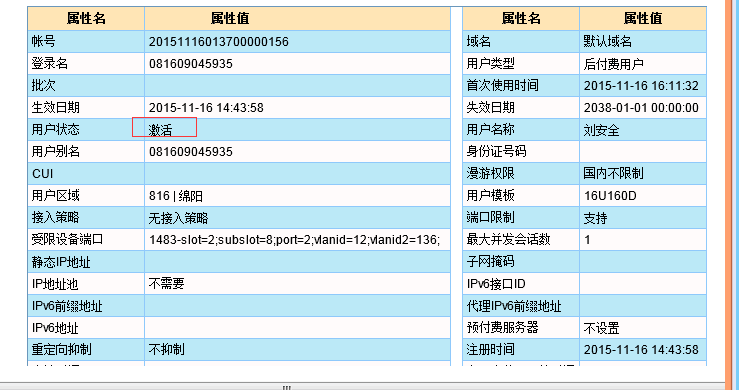 属性名 属性值 属性名 属性值
帐号 20151116013700000156 域名 默认域名
登录名 081609045935 用户类型 后付费用户
批次 首次使用时间 2015-11-16 16:11:32
生效日期 2015-11-16 14:43:58 失效日期 2038-01-01 00:00:00
用户状态 激活 用户名称 刘安全
用户别名 081609045935 身份证号码
CUI 漫游权限 国内不限制
用户区域 816 | 绵阳 用户模板 16U160D
接入策略 无接入策略 端口限制 支持
受限设备端口 1483-slot=2;subslot=8;port=2;vlanid=12;vlanid2=136; 最大并发会话数 1
静态IP地址 子网掩码
IP地址池 不需要 IPv6接口ID
IPv6前缀地址 代理IPv6前缀地址
IPv6地址 预付费服务器 不设置
重定向抑制 不抑制 注册时间 2015-11-16 14:43:58